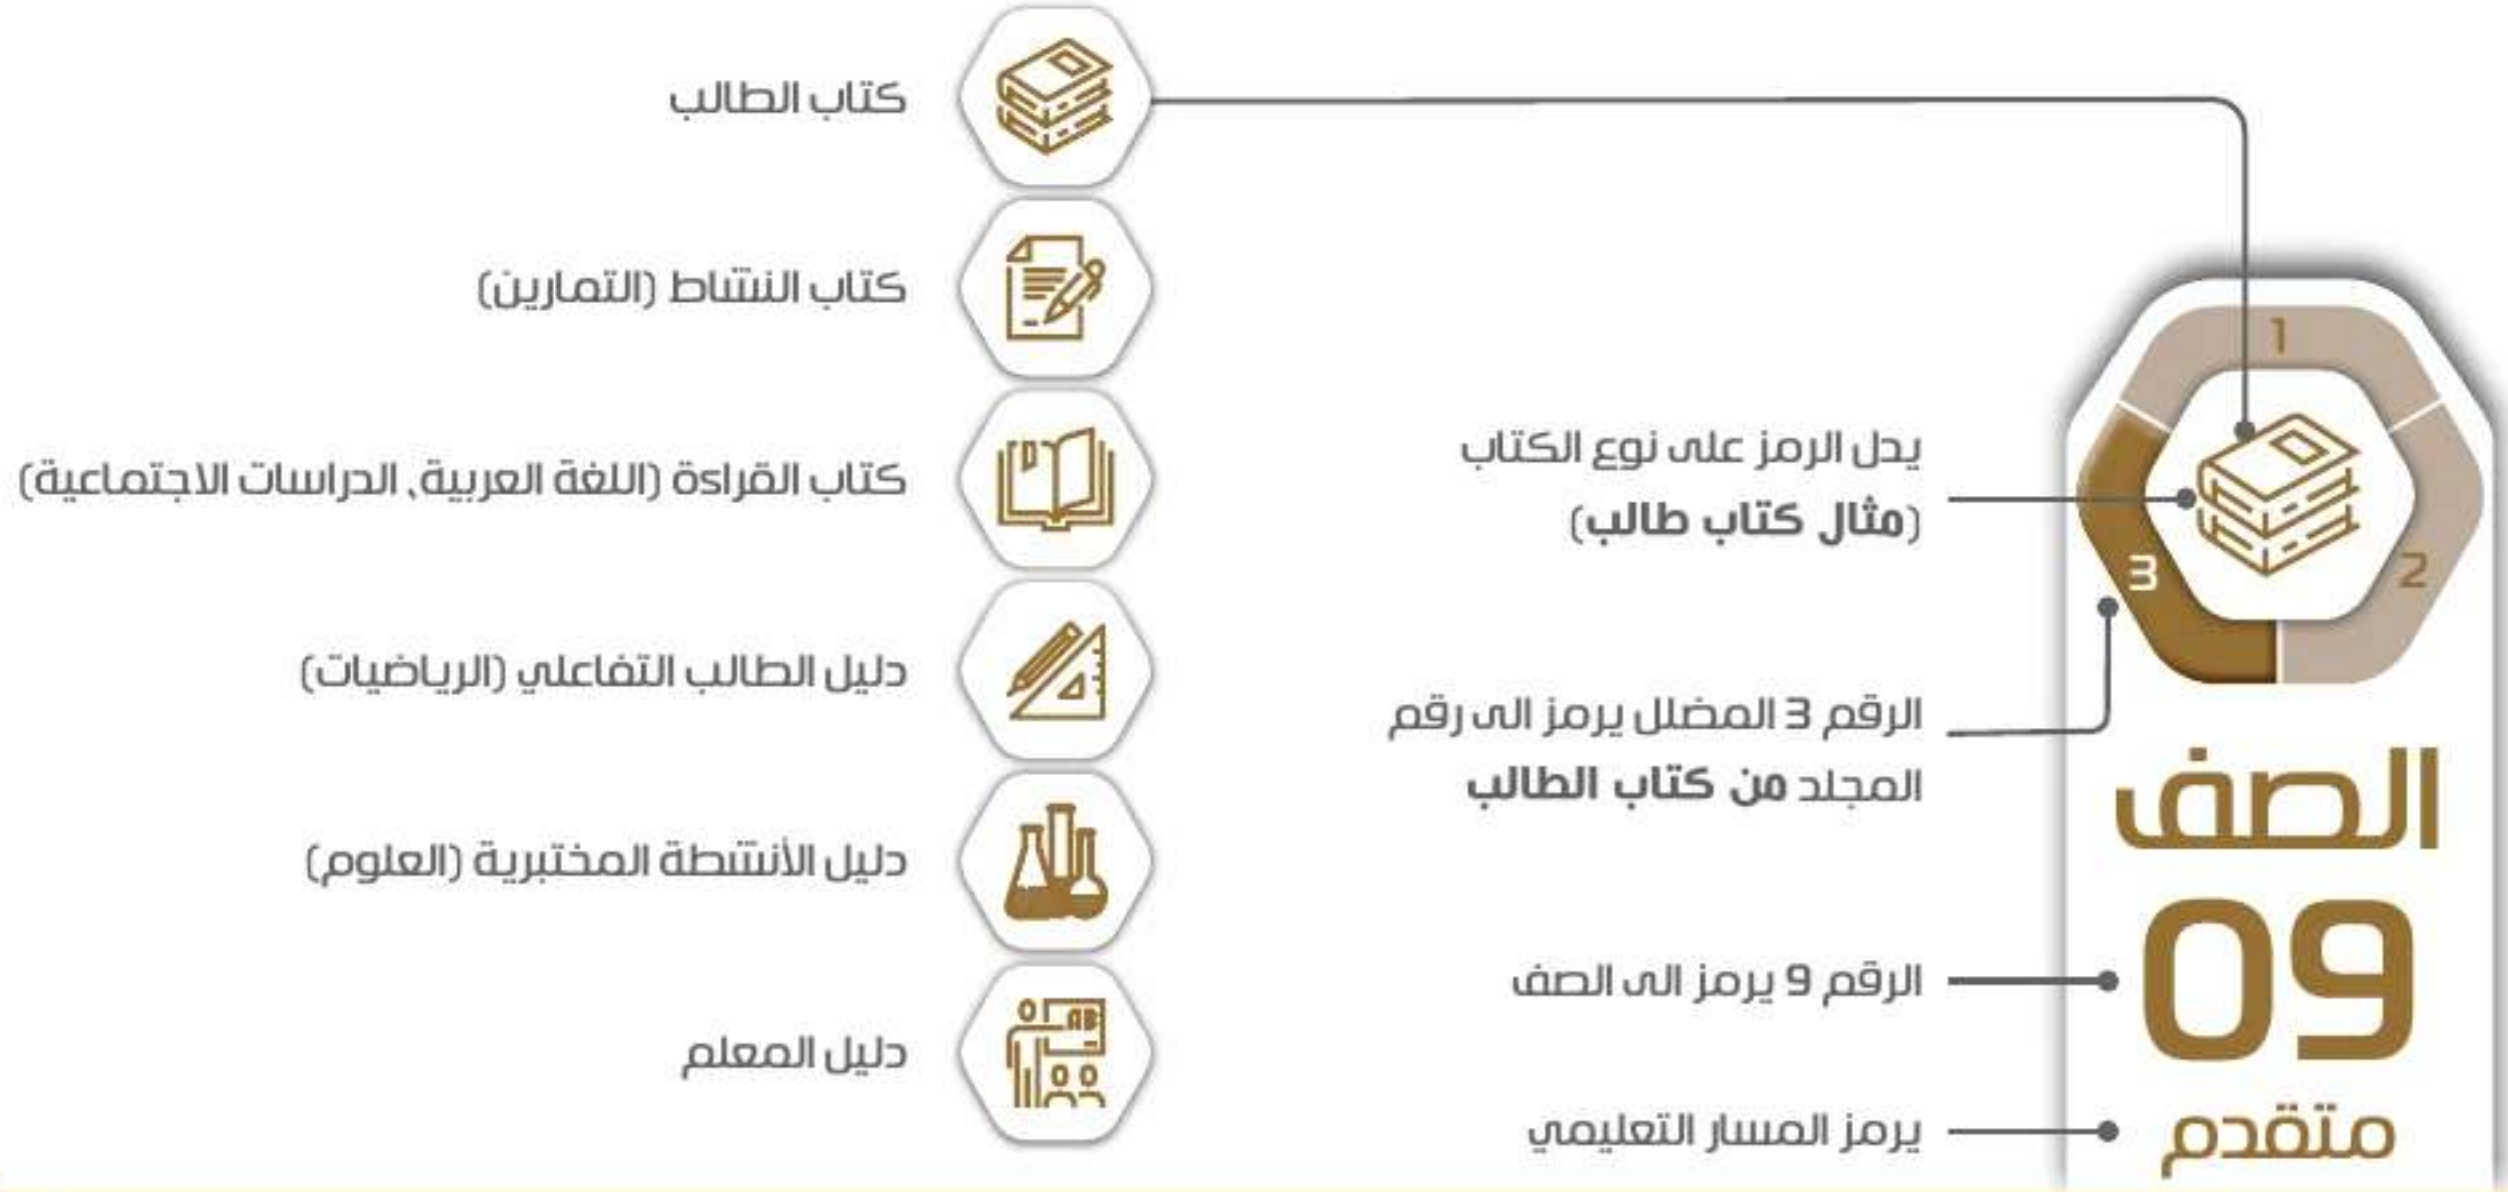 1
2
3
الصف
09
متقدم
يدل الرمز على نوع الكتاب
(مثال كتاب طالب)
الرقم 3 المضلل يرمز الى رقم
المجلد من كتاب الطالب
الرقم 9 يرمز الى الصف
يرمز المسار التعليمي
كتاب الطالب
كتاب النشاط (التمارين)
كتاب القراءة (اللغة العربية, الدراسات الاجتماعية)
دليل الطالب التفاعلي (الرياضيات)
دليل الأنشطة المختبرية (العلوم)
دليل المعلم
AB